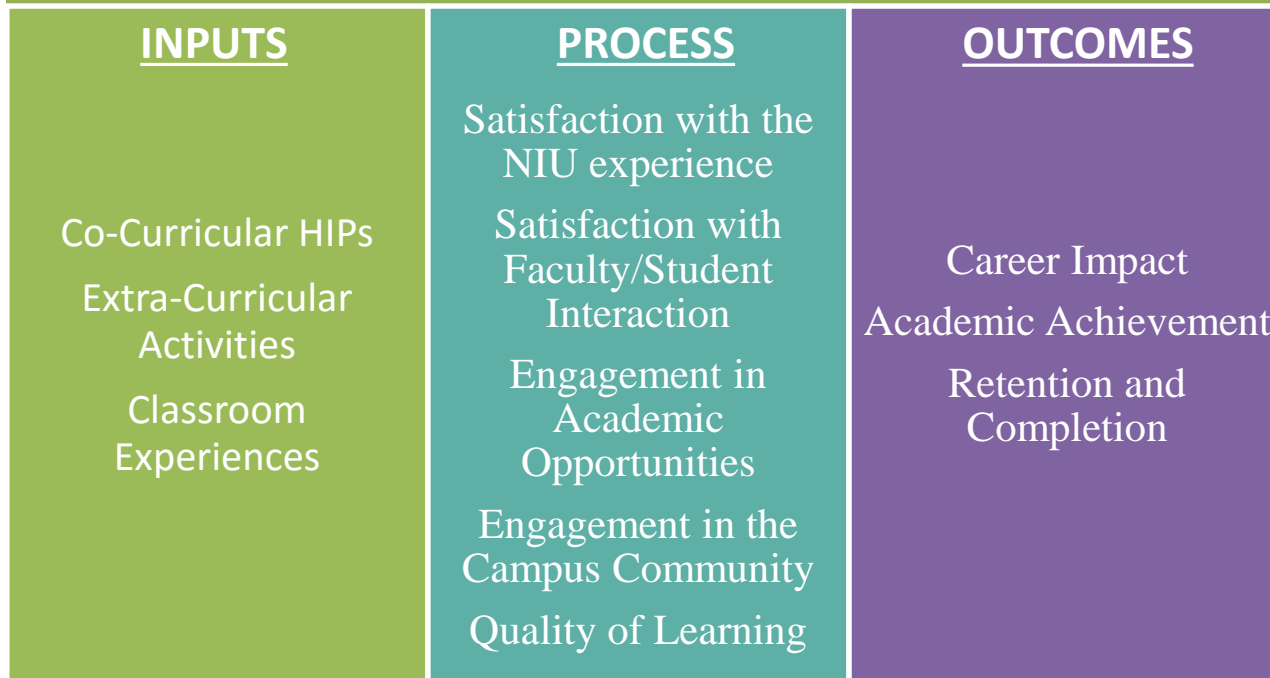 INPUTS
Co-Curricular HIPs
Extra-Curricular
Activities
Classroom
Experiences
PROCESS
Satisfaction with the
NIU experience
Satisfaction with
Faculty/Student
Interaction
Engagement in
Academic
Opportunities
Engagement in the
Campus Community
Quality of Learning
OUTCOMES
Career Impact
Academic Achievement
Retention and
Completion